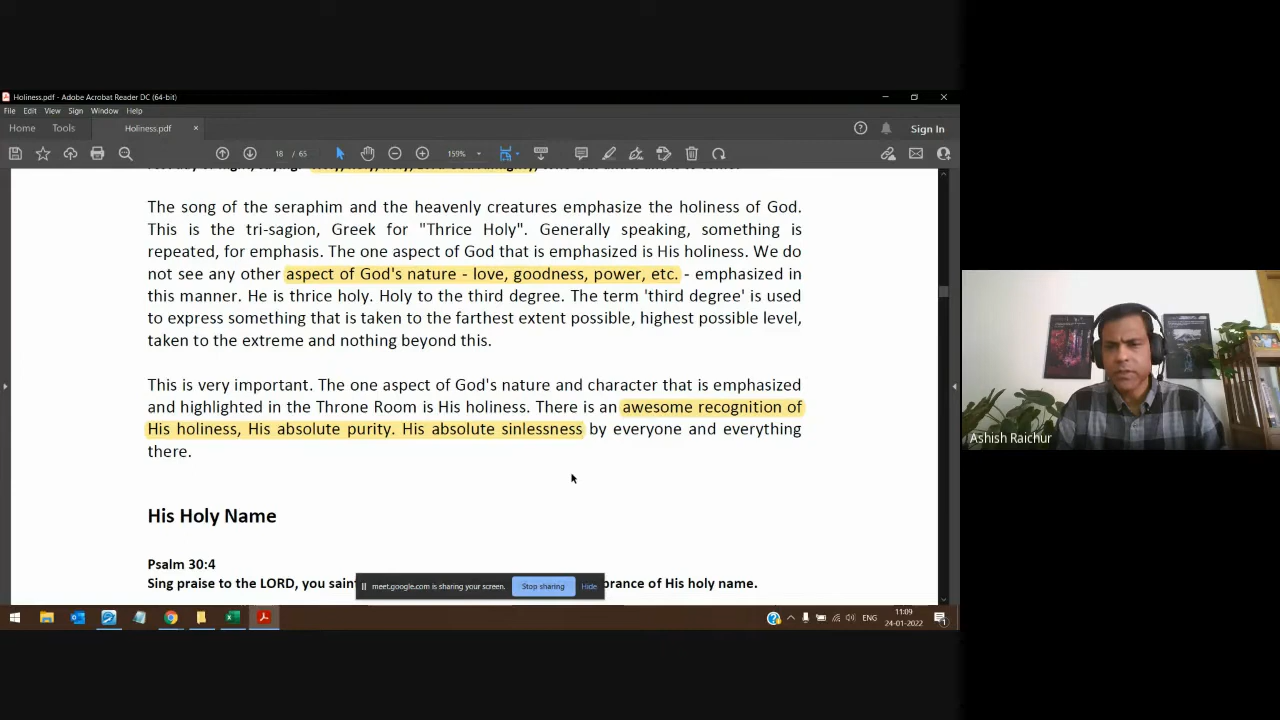 Holiness.pdf - Adobe Acrobat Reader DC (64-bit)
File Edit View Sign Window Help
Home Tools Holiness.pdf × Sign In
18 / 65 159%
The song of the seraphim and the heavenly creatures emphasize the holiness of God.
This is the tri-sagion, Greek for "Thrice Holy". Generally speaking, something is
repeated, for emphasis. The one aspect of God that is emphasized is His holiness. We do
not see any other aspect of God's nature - love, goodness, power, etc. - emphasized in
this manner. He is thrice holy. Holy to the third degree. The term 'third degree' is used
to express something that is taken to the farthest extent possible, highest possible level,
taken to the extreme and nothing beyond this.
This is very important. The one aspect of God's nature and character that is emphasized
and highlighted in the Throne Room is His holiness. There is an awesome recognition of
His holiness, His absolute purity. His absolute sinlessness by everyone and everything
there.
His Holy Name
Psalm 30:4
Sing praise to the LORD, you saint
brance of His holy name.
meet.google.com is sharing your screen. Stop sharing Hide
ENG
11:09
24-01-2022
Ashish Raichur